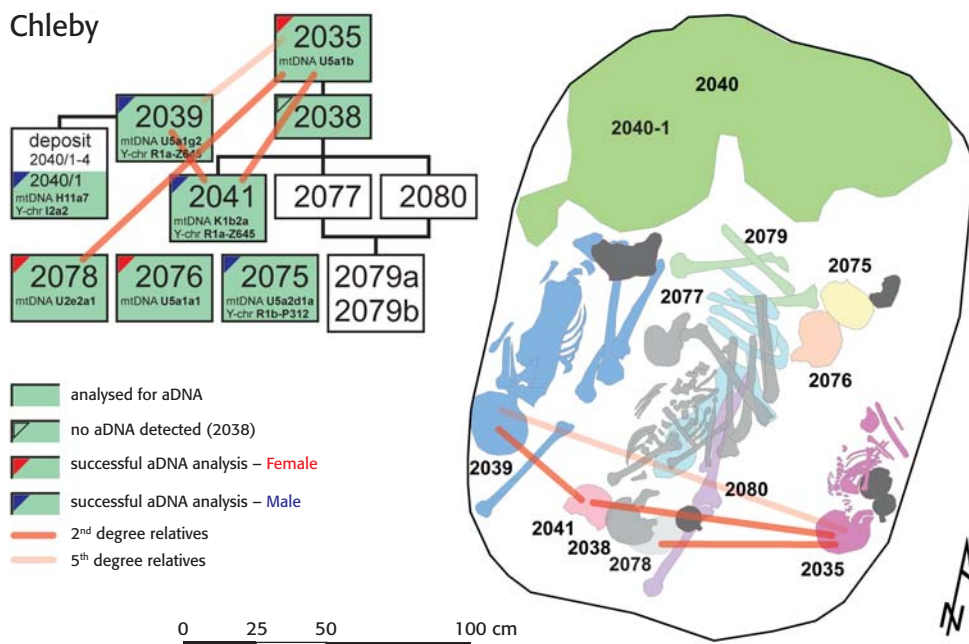 Chleby
2035
mtDNA U5a1b
2039
mtDNA U5a1g2
Y-chr R1a-Z645
2038
deposit
2040/1-4
2040/1
mtDNA H11a7
Y-chr I2a2
2041
mtDNA K1b2a
Y-chr R1a-Z645
2077
2080
2078
mtDNA U2e2a1
2076
mtDNA U5a1a1
2075
mtDNA U5a2d1a
Y-chr R1b-P312
2079a
2079b
analysed for aDNA
no aDNA detected (2038)
successful aDNA analysis – Female
successful aDNA analysis – Male
2nd degree relatives
5th degree relatives
0 25 50 100 cm
2040
2040-1
2079
2075
2077
2076
2039
2080
2041
2038
2078
2035
N